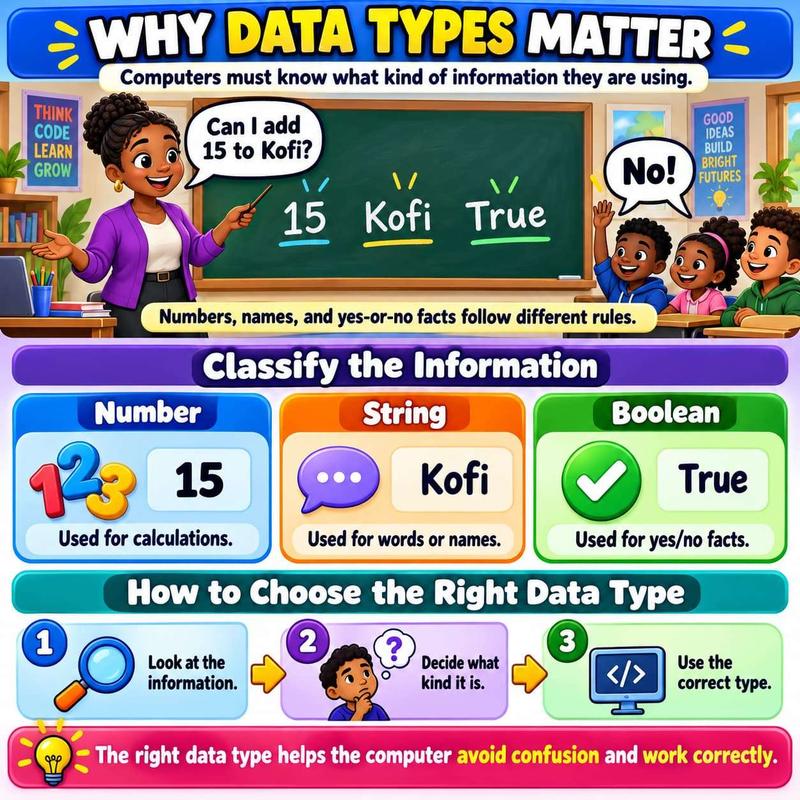 WHY DATA TYPES MATTER
Computers must know what kind of information they are using.
THINK
CODE
LEARN
GROW
Can I add
15 to Kofi?
15 Kofi True
No!
GOOD
IDEAS
BUILD
BRIGHT
FUTURES
Numbers, names, and yes-or-no facts follow different rules.
Classify the Information
Number
123
15
Used for calculations.
String
Kofi
Used for words or names.
Boolean
True
Used for yes/no facts.
How to Choose the Right Data Type
1
Look at the
information.
2
?
Decide what
kind it is.
3
</>
Use the
correct type.
The right data type helps the computer avoid confusion and work correctly.